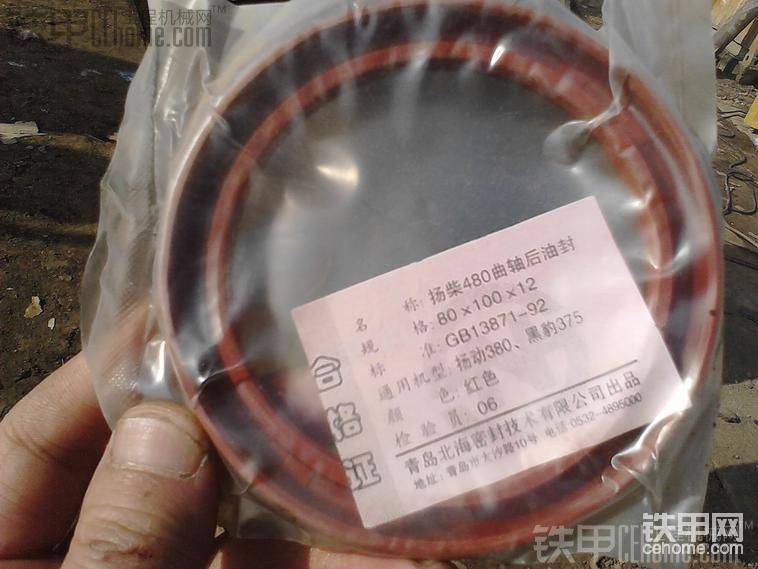 铁甲工程机械网
CEhome.com
合格证
名 称: 扬柴480曲轴后油封
规 格: 80×100×12
标 准: GB13871-92
通用机型: 扬动380、黑豹375
颜 色: 红色
检验员: 06
青岛北海密封技术有限公司出品
地址: 青岛市大沙路10号 电话 0532-4895000
铁甲网
cehome.com